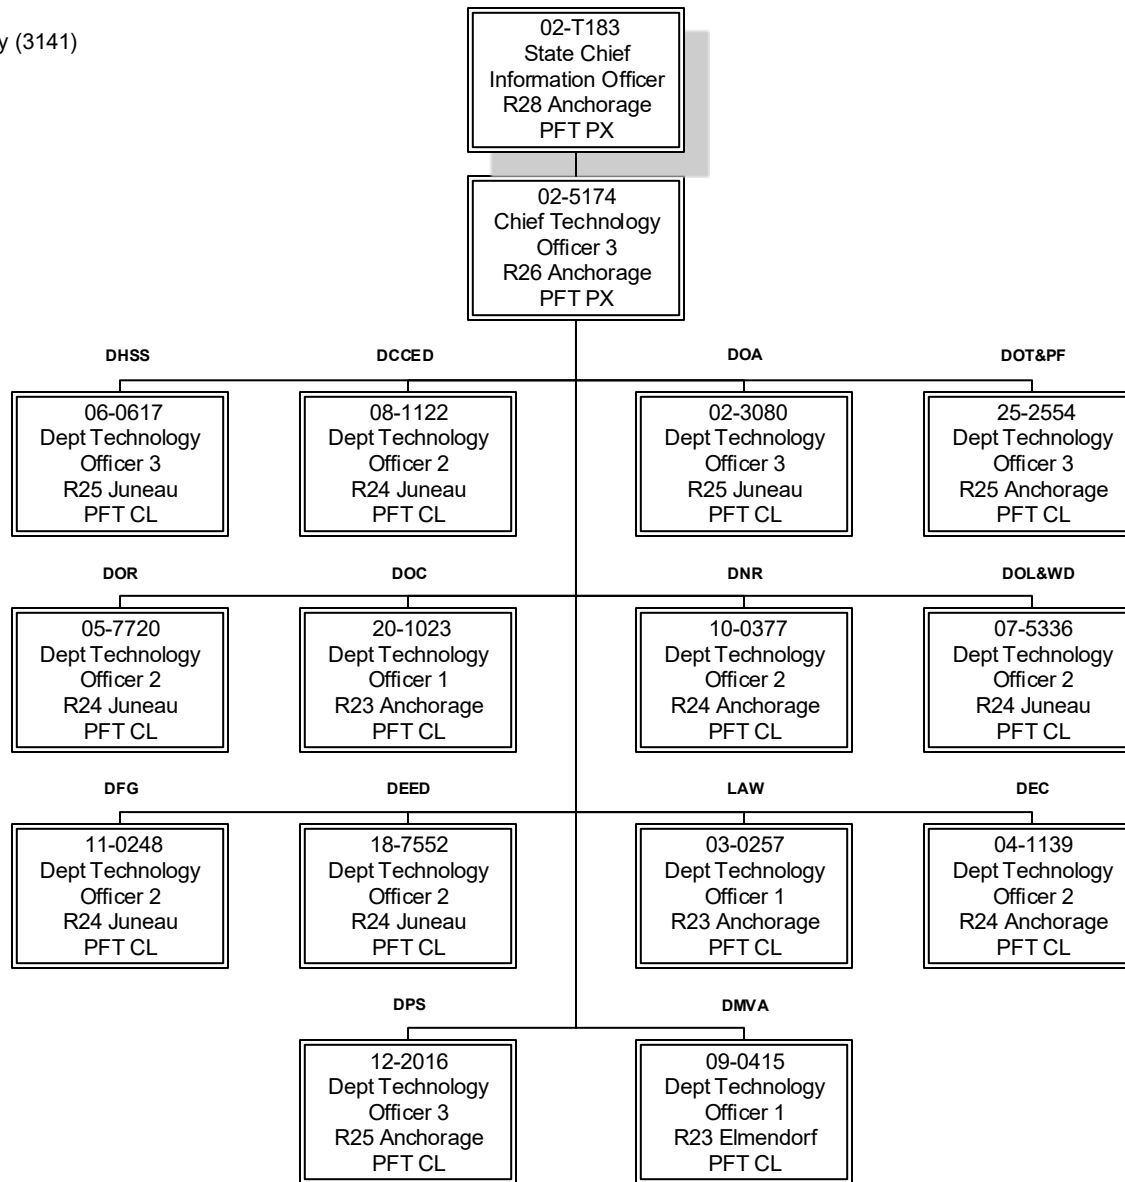 y (3141)
02-T183
State Chief
Information Officer
R28 Anchorage
PFT PX
02-5174
Chief Technology
Officer 3
R26 Anchorage
PFT PX
DHSS
06-0617
Dept Technology
Officer 3
R25 Juneau
PFT CL
DCCED
08-1122
Dept Technology
Officer 2
R24 Juneau
PFT CL
DOA
02-3080
Dept Technology
Officer 3
R25 Juneau
PFT CL
DOT&PF
25-2554
Dept Technology
Officer 3
R25 Anchorage
PFT CL
DOR
05-7720
Dept Technology
Officer 2
R24 Juneau
PFT CL
DOC
20-1023
Dept Technology
Officer 1
R23 Anchorage
PFT CL
DNR
10-0377
Dept Technology
Officer 2
R24 Anchorage
PFT CL
DOL&WD
07-5336
Dept Technology
Officer 2
R24 Juneau
PFT CL
DFG
11-0248
Dept Technology
Officer 2
R24 Juneau
PFT CL
DEED
18-7552
Dept Technology
Officer 2
R24 Juneau
PFT CL
LAW
03-0257
Dept Technology
Officer 1
R23 Anchorage
PFT CL
DEC
04-1139
Dept Technology
Officer 2
R24 Anchorage
PFT CL
DPS
12-2016
Dept Technology
Officer 3
R25 Anchorage
PFT CL
DMVA
09-0415
Dept Technology
Officer 1
R23 Elmendorf
PFT CL